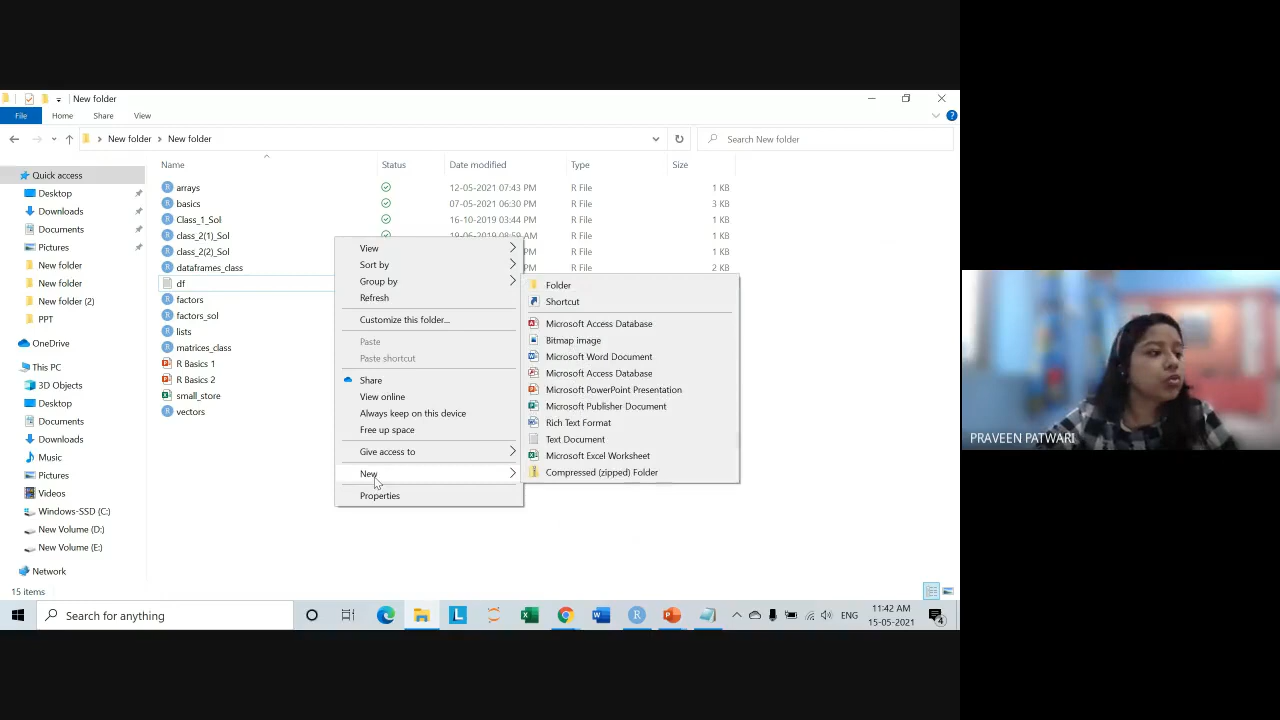 New folder
File
Home
Share
View
New folder
New folder
Search New folder
Name
Status
Date modified
Type
Size
Quick access
Desktop
Downloads
Documents
Pictures
New folder
New folder
New folder (2)
PPT
OneDrive
This PC
3D Objects
Desktop
Documents
Downloads
Music
Pictures
Videos
Windows-SSD (C:)
New Volume (D:)
New Volume (E:)
Network
arrays 12-05-2021 07:43 PM R File 1 KB
basics 07-05-2021 06:30 PM R File 3 KB
Class_1_Sol 16-10-2019 03:44 PM R File 1 KB
class_2(1)_Sol 19-06-2019 08:59 AM R File 1 KB
class_2(2)_Sol PM R File 1 KB
dataframes_class PM R File 2 KB
df
factors
factors_sol
lists
matrices_class
R Basics 1
R Basics 2
small_store
vectors
View
Sort by
Group by
Refresh
Customize this folder...
Paste
Paste shortcut
Share
View online
Always keep on this device
Free up space
Give access to
New
Properties
Folder
Shortcut
Microsoft Access Database
Bitmap image
Microsoft Word Document
Microsoft Access Database
Microsoft PowerPoint Presentation
Microsoft Publisher Document
Rich Text Format
Text Document
Microsoft Excel Worksheet
Compressed (zipped) Folder
15 items
Search for anything
ENG
11:42 AM
15-05-2021
4
PRAVEEN PATWARI